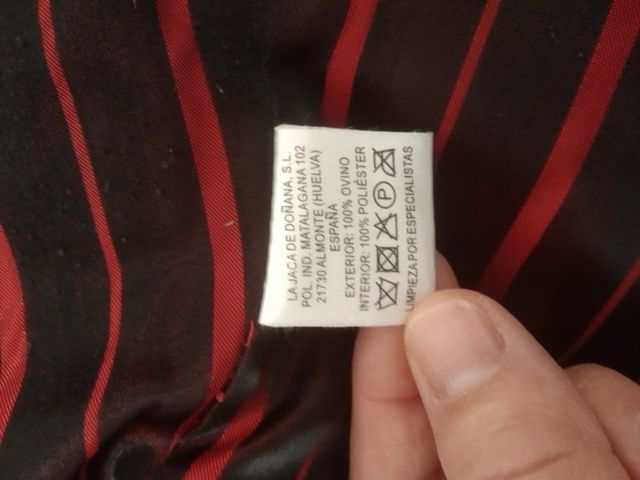 LA JACA DE DOÑANA, S.L.
POL. IND. MATALAGANA 102
21730 ALMONTE (HUELVA)
ESPAÑA
EXTERIOR: 100% OVINO
INTERIOR: 100% POLIÉSTER
P
LIMPIEZA POR ESPECIALISTAS